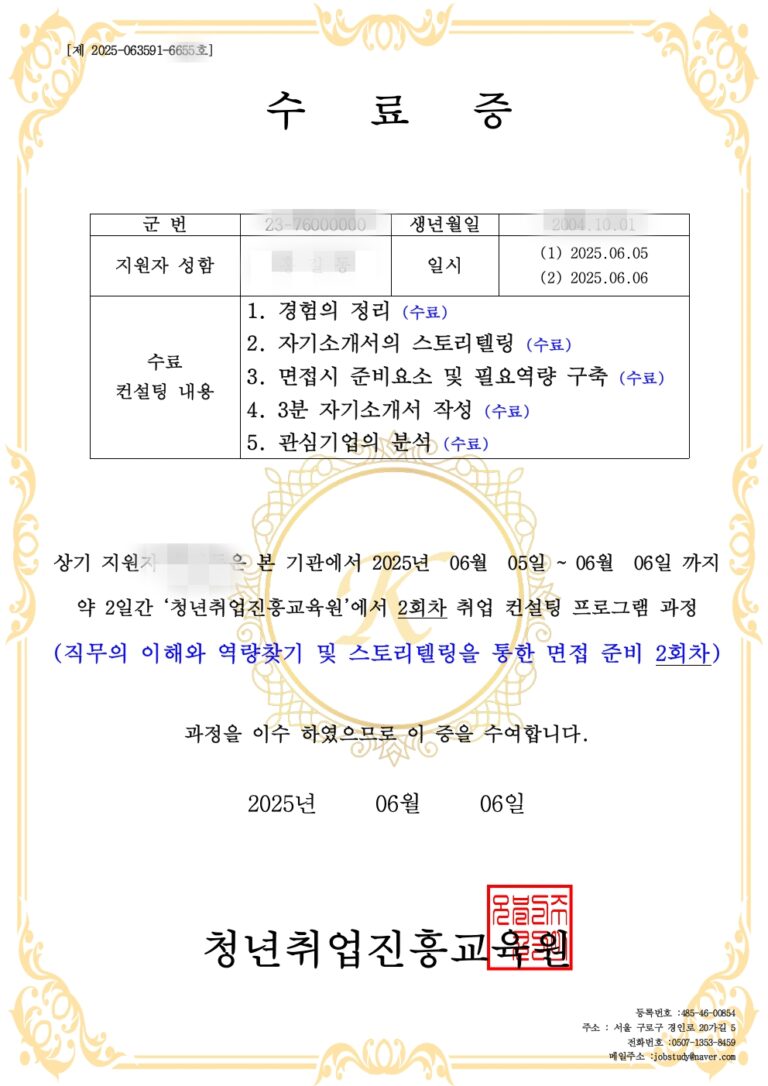 [제 2025-063591-6655호]
수 료 증
군 번 23-76000000 생년월일 2004.10.01
지원자 성함 일시 (1) 2025.06.05
(2) 2025.06.06
수료
컨설팅 내용
1. 경험의 정리 (수료)
2. 자기소개서의 스토리텔링 (수료)
3. 면접시 준비요소 및 필요역량 구축 (수료)
4. 3분 자기소개서 작성 (수료)
5. 관심기업의 분석 (수료)
K
상기 지원자 은 본 기관에서 2025년 06월 05일 ~ 06월 06일 까지
약 2일간 ‘청년취업진흥교육원’에서 2회차 취업 컨설팅 프로그램 과정
(직무의 이해와 역량찾기 및 스토리텔링을 통한 면접 준비 2회차)
과정을 이수 하였으므로 이 증을 수여합니다.
2025년 06월 06일
청년취업진흥교육원
등록번호 :485-46-00854
주소 : 서울 구로구 경인로 20가길 5
전화번호 :0507-1353-8459
메일주소 :jobstudy@naver.com